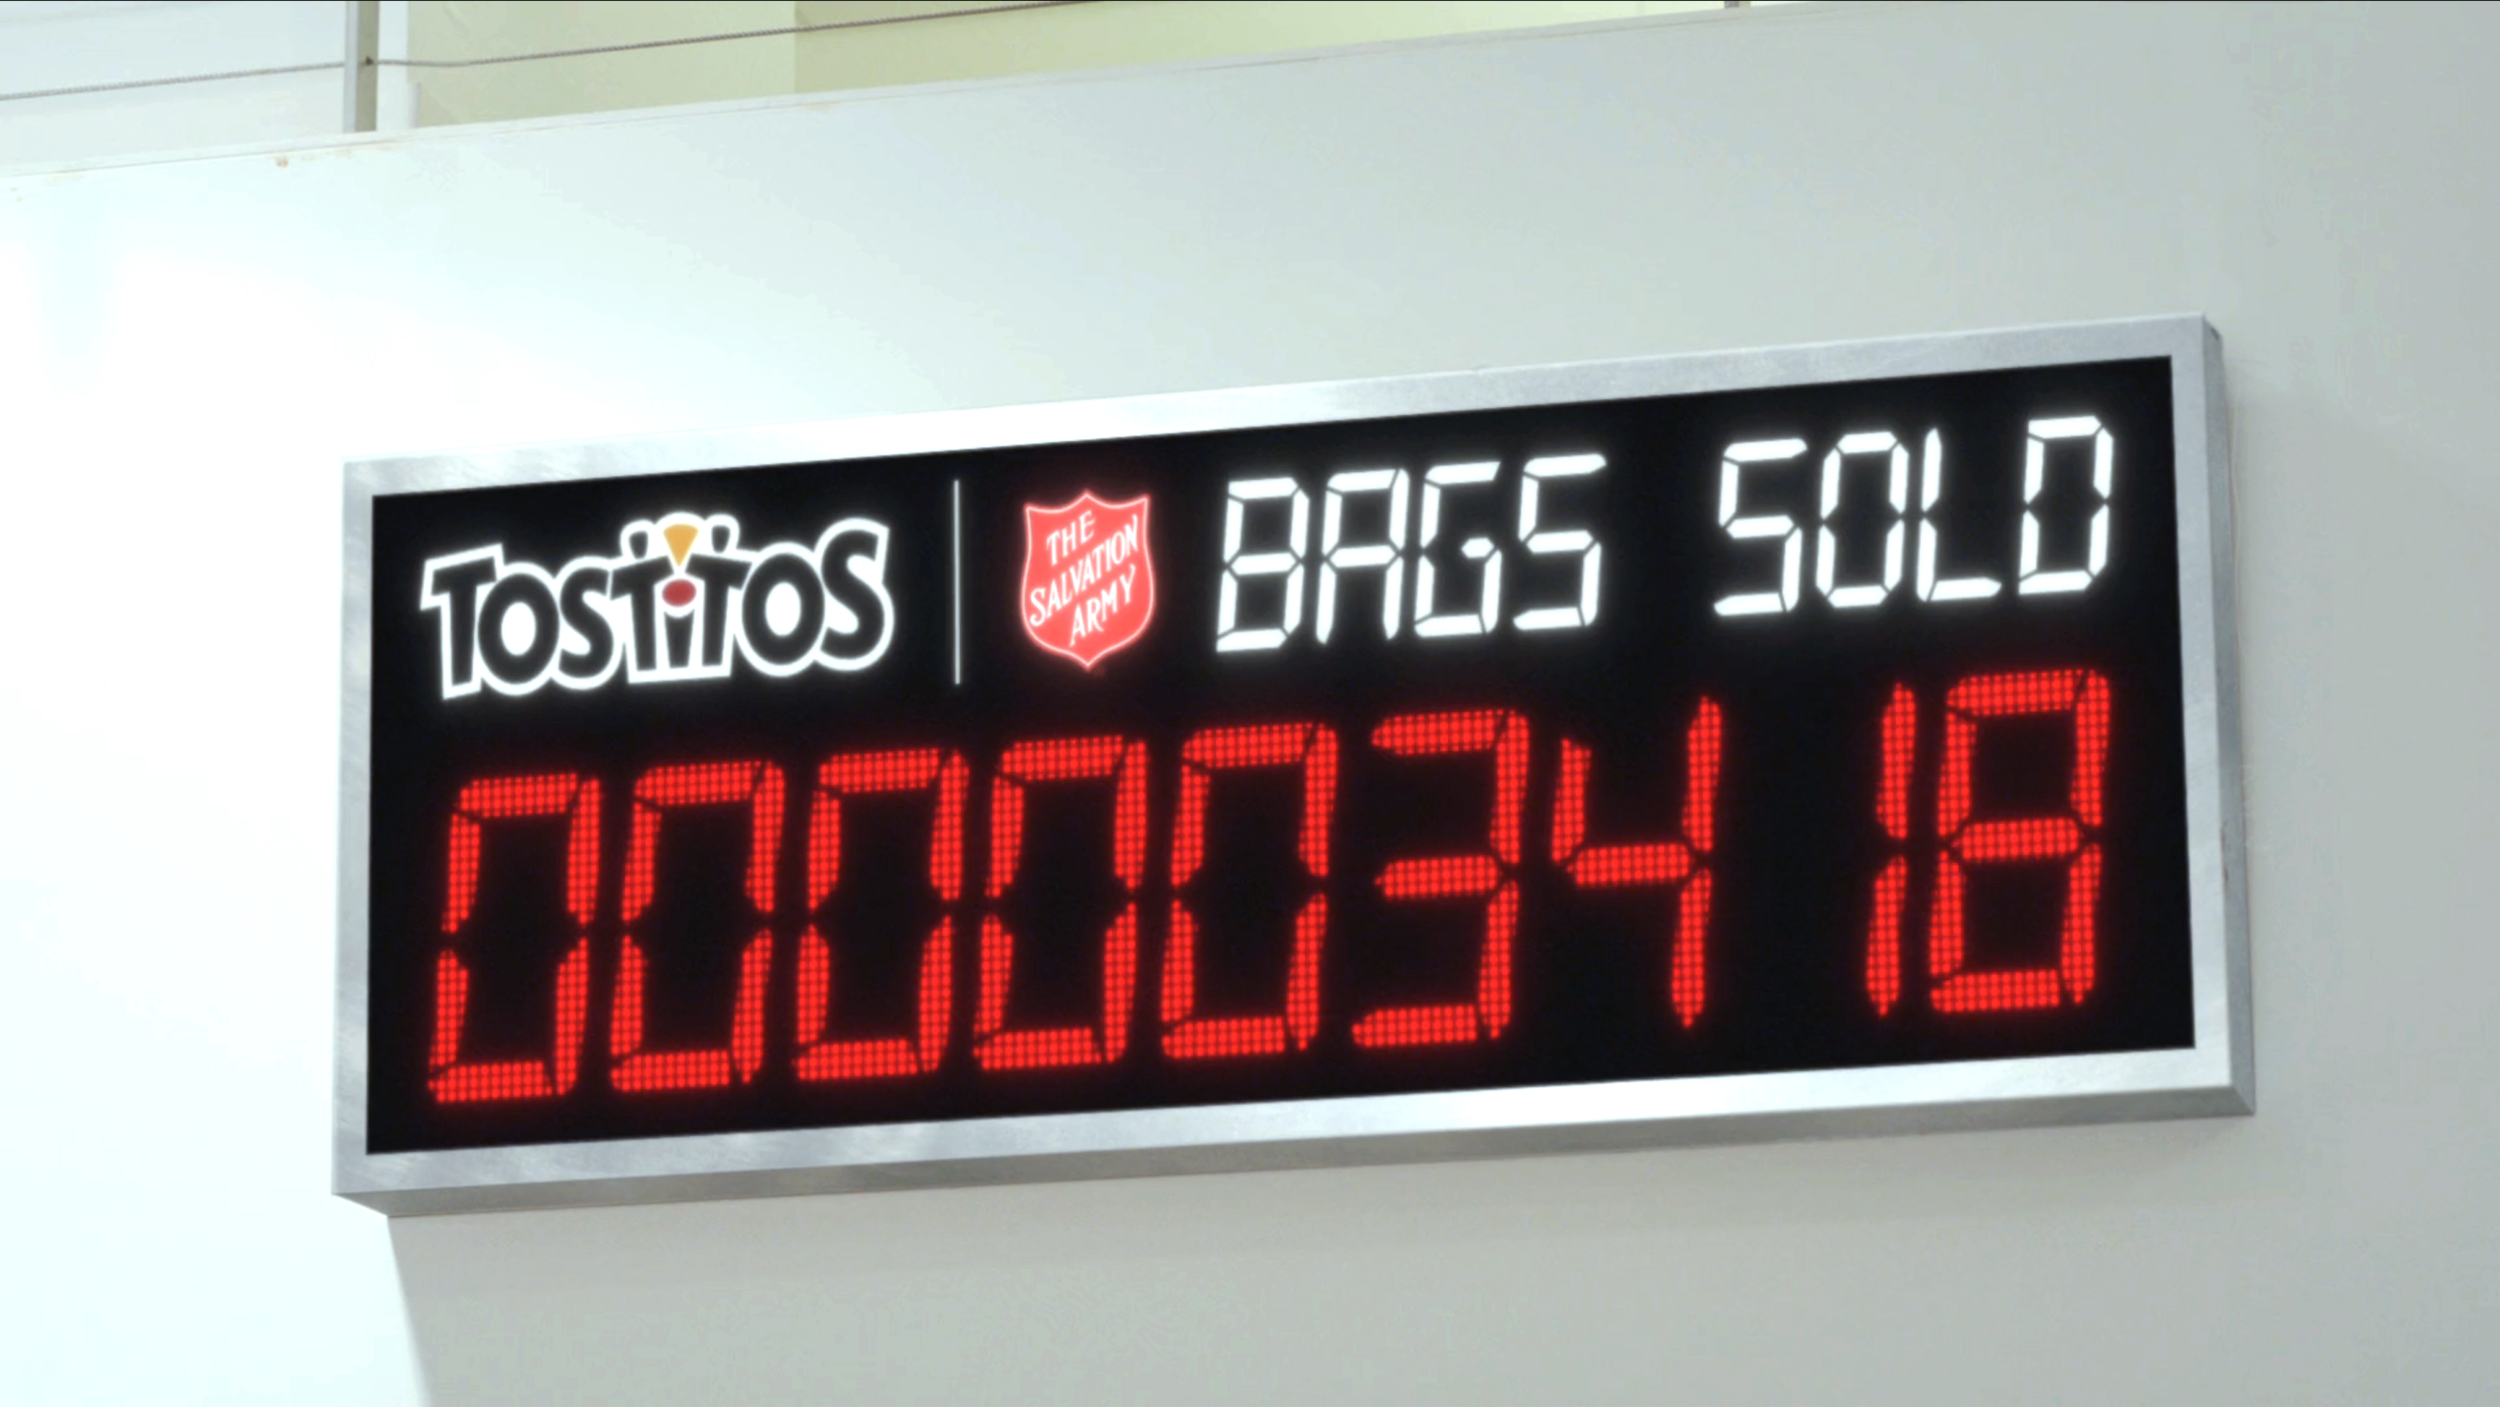 TOSTITOS
THE
SALVATION
ARMY
BAGS SOLD
000003418